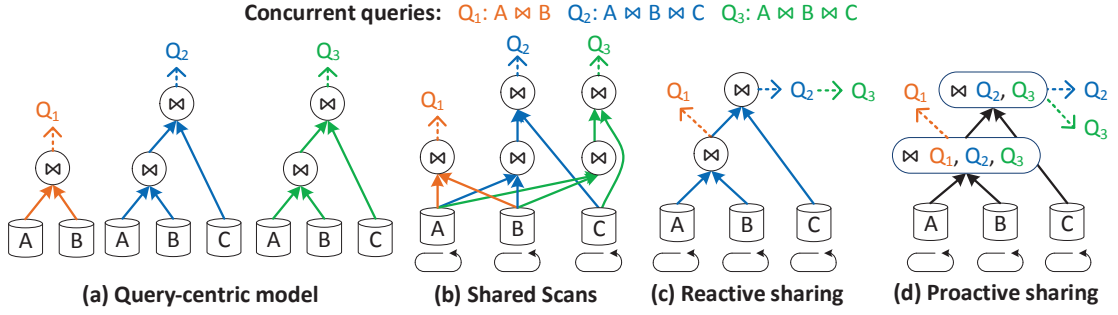 Concurrent queries: Q₁: A ⋈ B Q₂: A ⋈ B ⋈ C Q₃: A ⋈ B ⋈ C
Q₁ Q₂ Q₃
⋈ ⋈ ⋈ ⋈ ⋈
A B A B C A B C
(a) Query-centric model
Q₁ Q₂ Q₃
⋈ ⋈ ⋈ ⋈ ⋈
A B C
(b) Shared Scans
Q₁ ⋈ Q₂ Q₃
⋈
A B C
(c) Reactive sharing
Q₁ ⋈ Q₂, Q₃ Q₂
Q₃
⋈ Q₁, Q₂, Q₃
A B C
(d) Proactive sharing